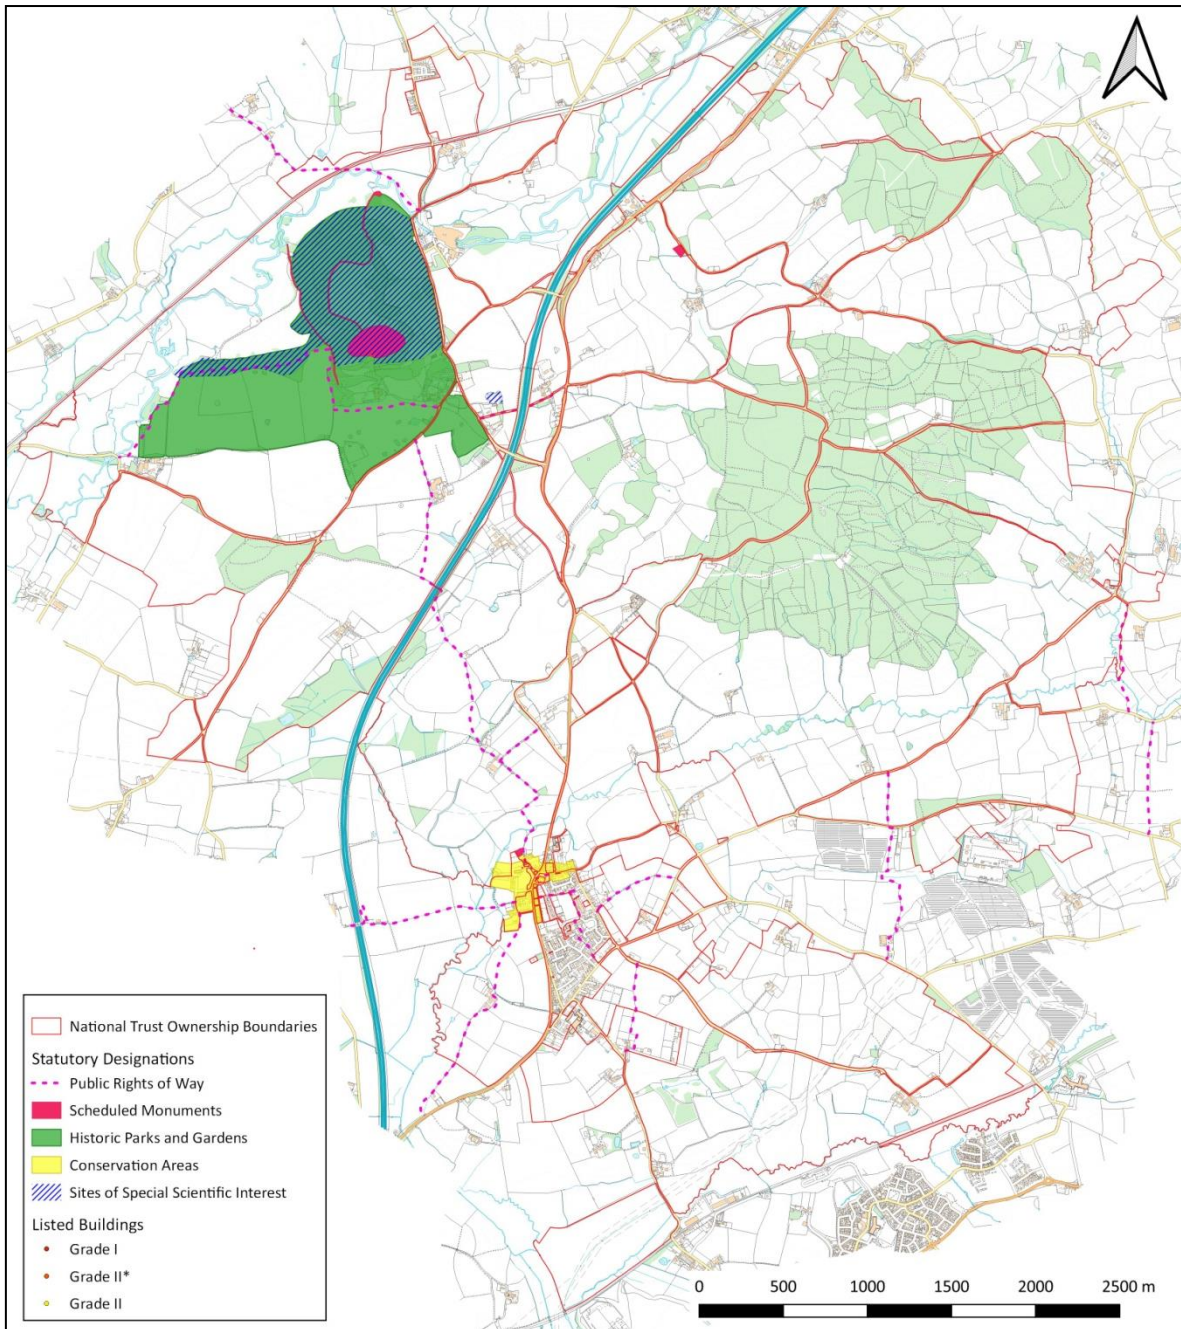 National Trust Ownership Boundaries
Statutory Designations
Public Rights of Way
Scheduled Monuments
Historic Parks and Gardens
Conservation Areas
Sites of Special Scientific Interest
Listed Buildings
Grade I
Grade II*
Grade II
0 500 1000 1500 2000 2500 m